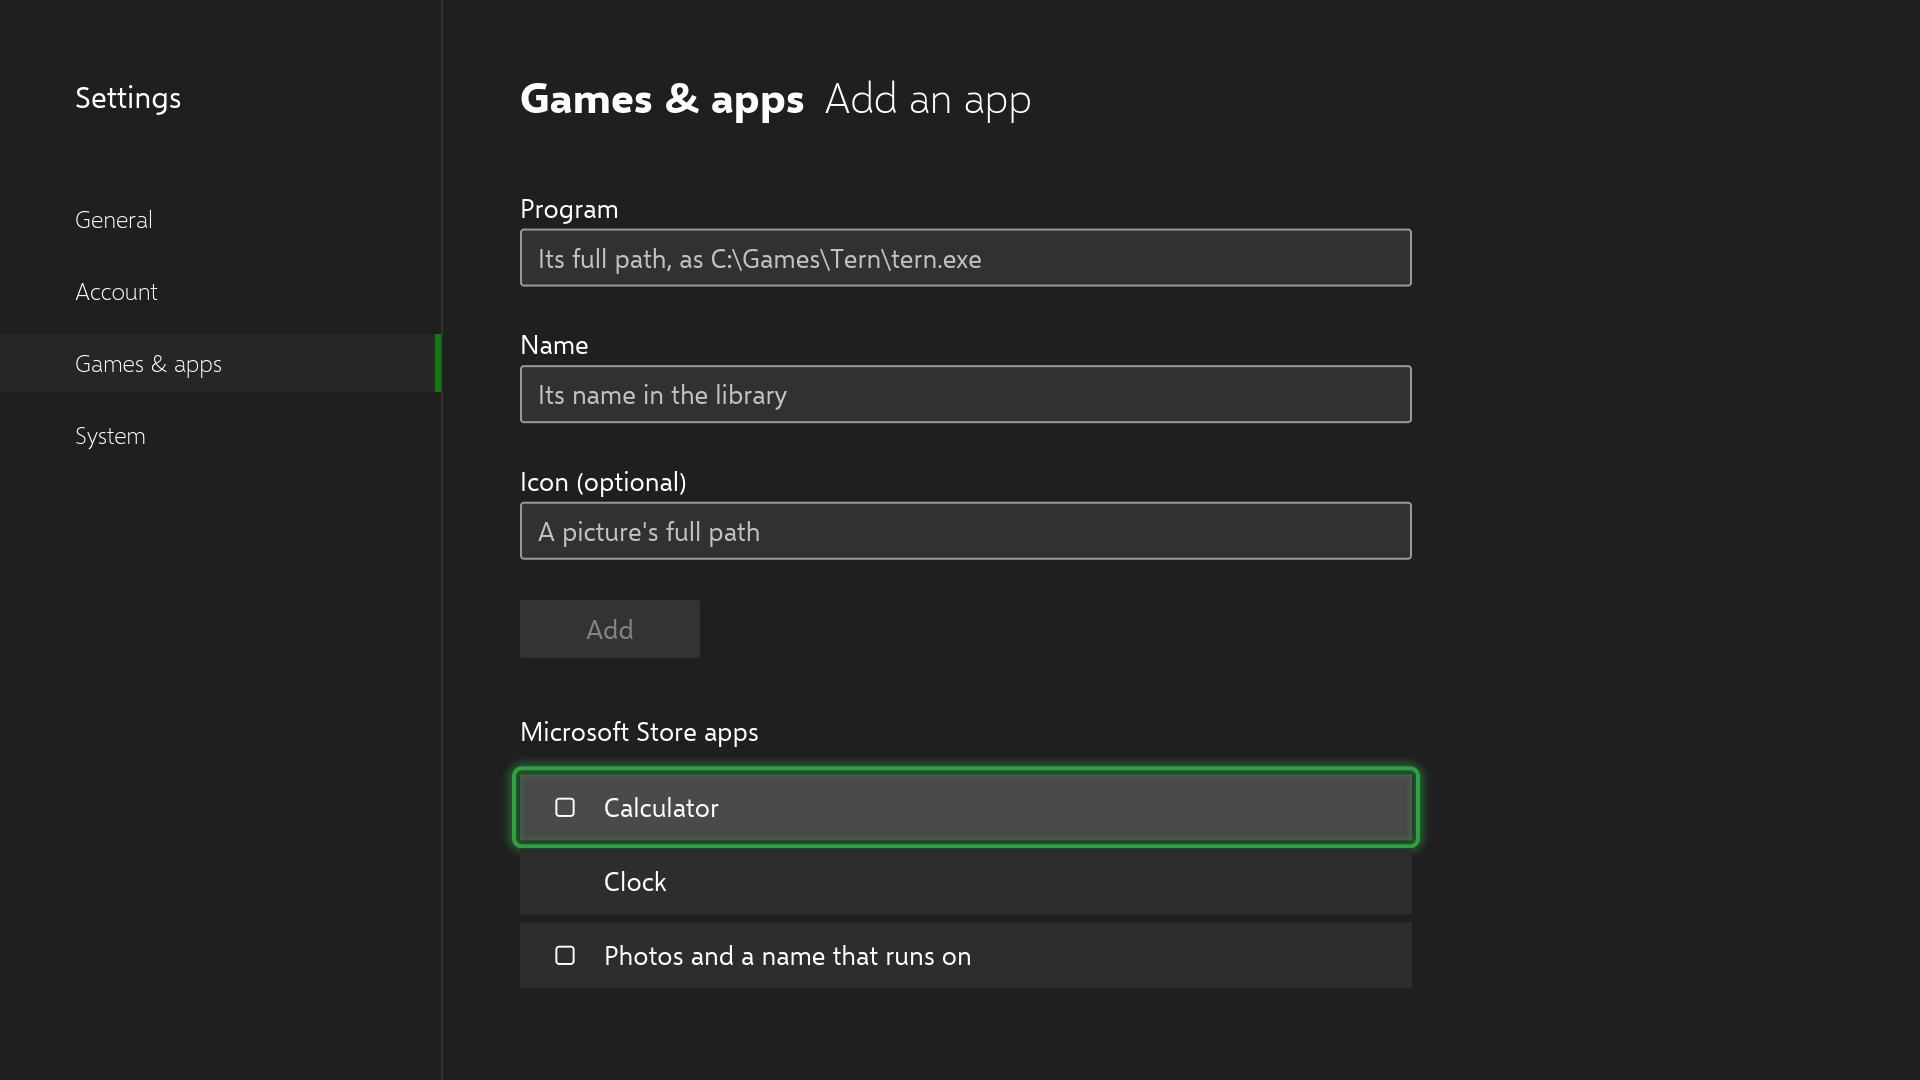 Settings
General
Account
Games & apps
System
Games & apps Add an app
Program
Its full path, as C:\Games\Tern\tern.exe
Name
Its name in the library
Icon (optional)
A picture's full path
Add
Microsoft Store apps
Calculator
Clock
Photos and a name that runs on